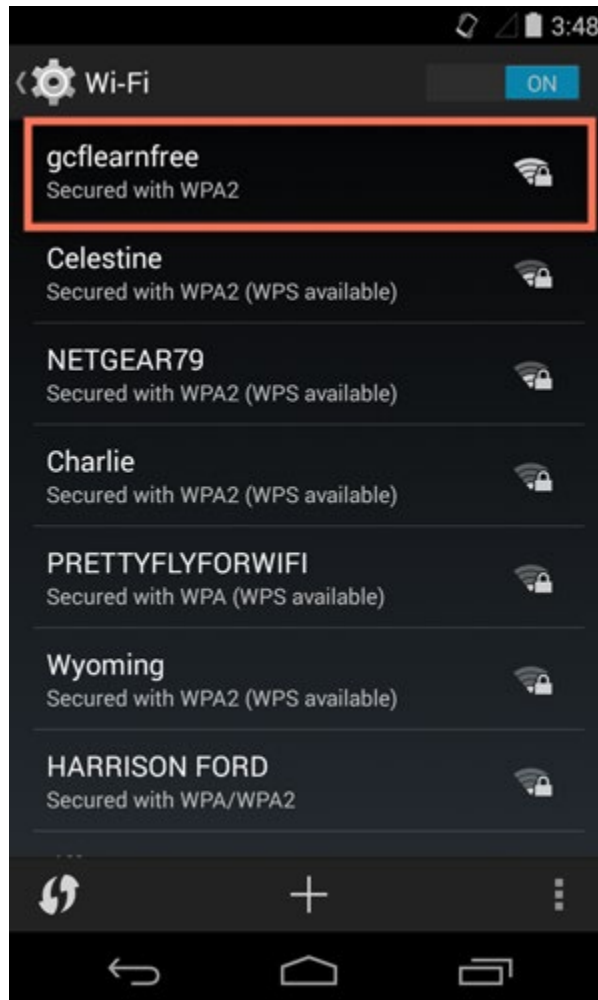 3:48
Wi-Fi
ON
gcflearnfree
Secured with WPA2
Celestine
Secured with WPA2 (WPS available)
NETGEAR79
Secured with WPA2 (WPS available)
Charlie
Secured with WPA2 (WPS available)
PRETTYFLYFORWIFI
Secured with WPA (WPS available)
Wyoming
Secured with WPA2 (WPS available)
HARRISON FORD
Secured with WPA/WPA2